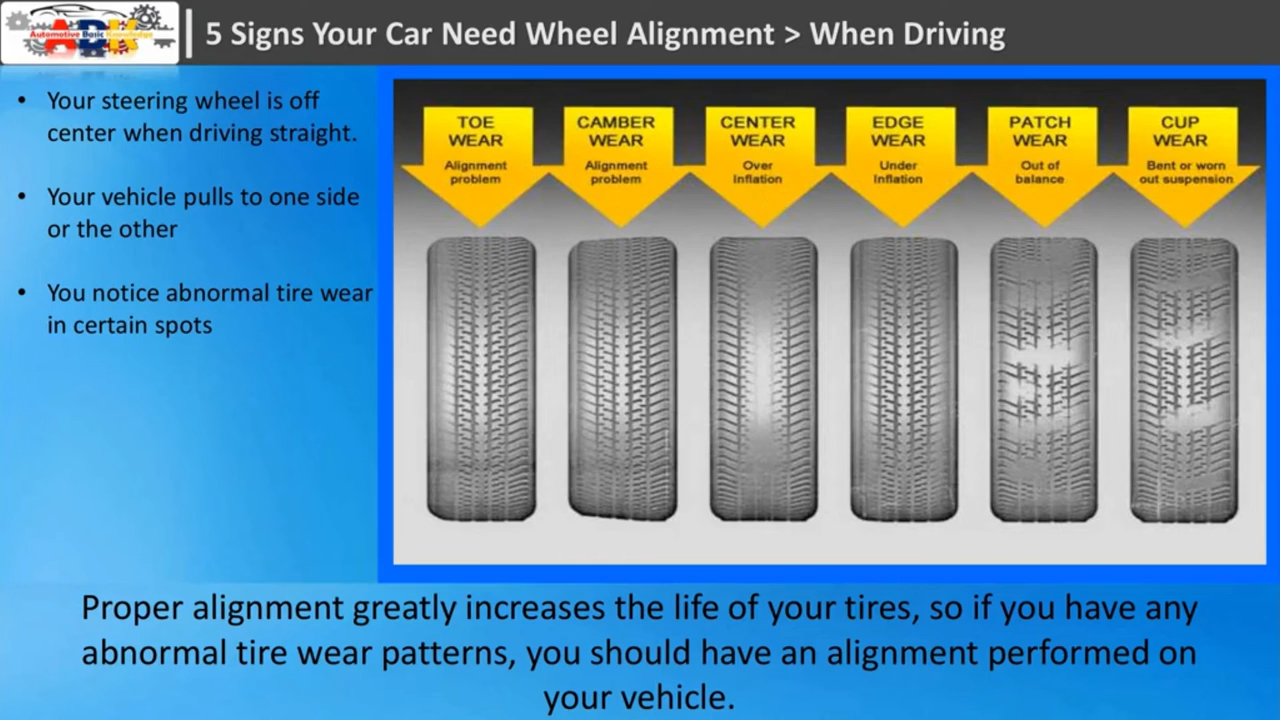 Automotive Basic Knowledge
ABK
5 Signs Your Car Need Wheel Alignment > When Driving
• Your steering wheel is off
center when driving straight.
• Your vehicle pulls to one side
or the other
• You notice abnormal tire wear
in certain spots
TOE
WEAR
Alignment
problem
CAMBER
WEAR
Alignment
problem
CENTER
WEAR
Over
Inflation
EDGE
WEAR
Under
Inflation
PATCH
WEAR
Out of
balance
CUP
WEAR
Bent or worn
out suspension
Proper alignment greatly increases the life of your tires, so if you have any
abnormal tire wear patterns, you should have an alignment performed on
your vehicle.